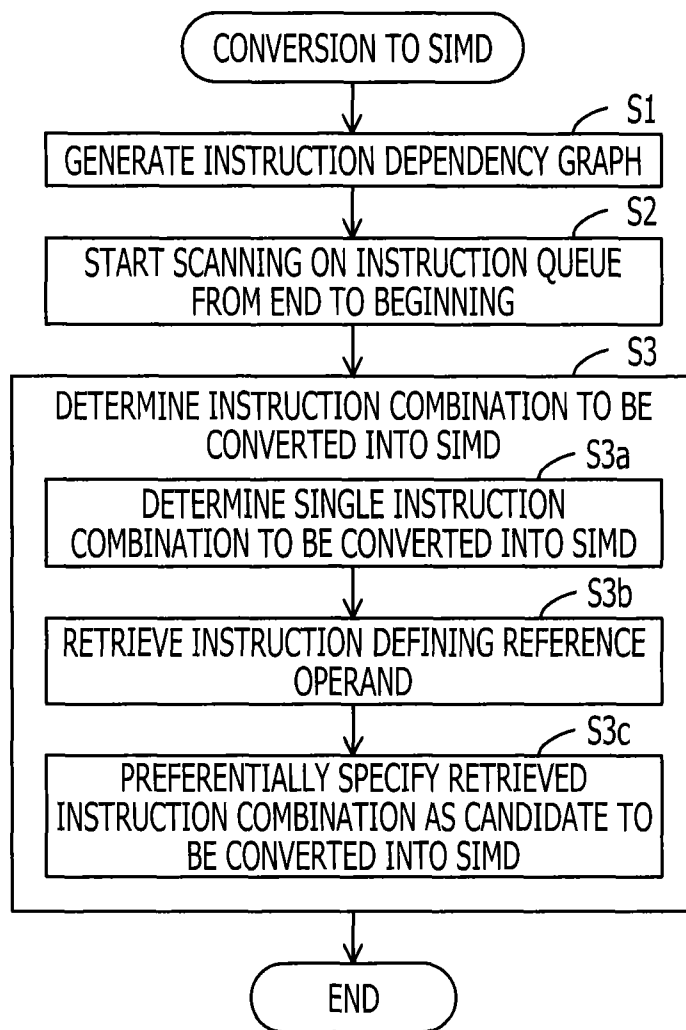 CONVERSION TO SIMD
S1
GENERATE INSTRUCTION DEPENDENCY GRAPH
S2
START SCANNING ON INSTRUCTION QUEUE
FROM END TO BEGINNING
S3
DETERMINE INSTRUCTION COMBINATION TO BE
CONVERTED INTO SIMD
S3a
DETERMINE SINGLE INSTRUCTION
COMBINATION TO BE CONVERTED INTO SIMD
S3b
RETRIEVE INSTRUCTION DEFINING REFERENCE
OPERAND
S3c
PREFERENTIALLY SPECIFY RETRIEVED
INSTRUCTION COMBINATION AS CANDIDATE TO
BE CONVERTED INTO SIMD
END